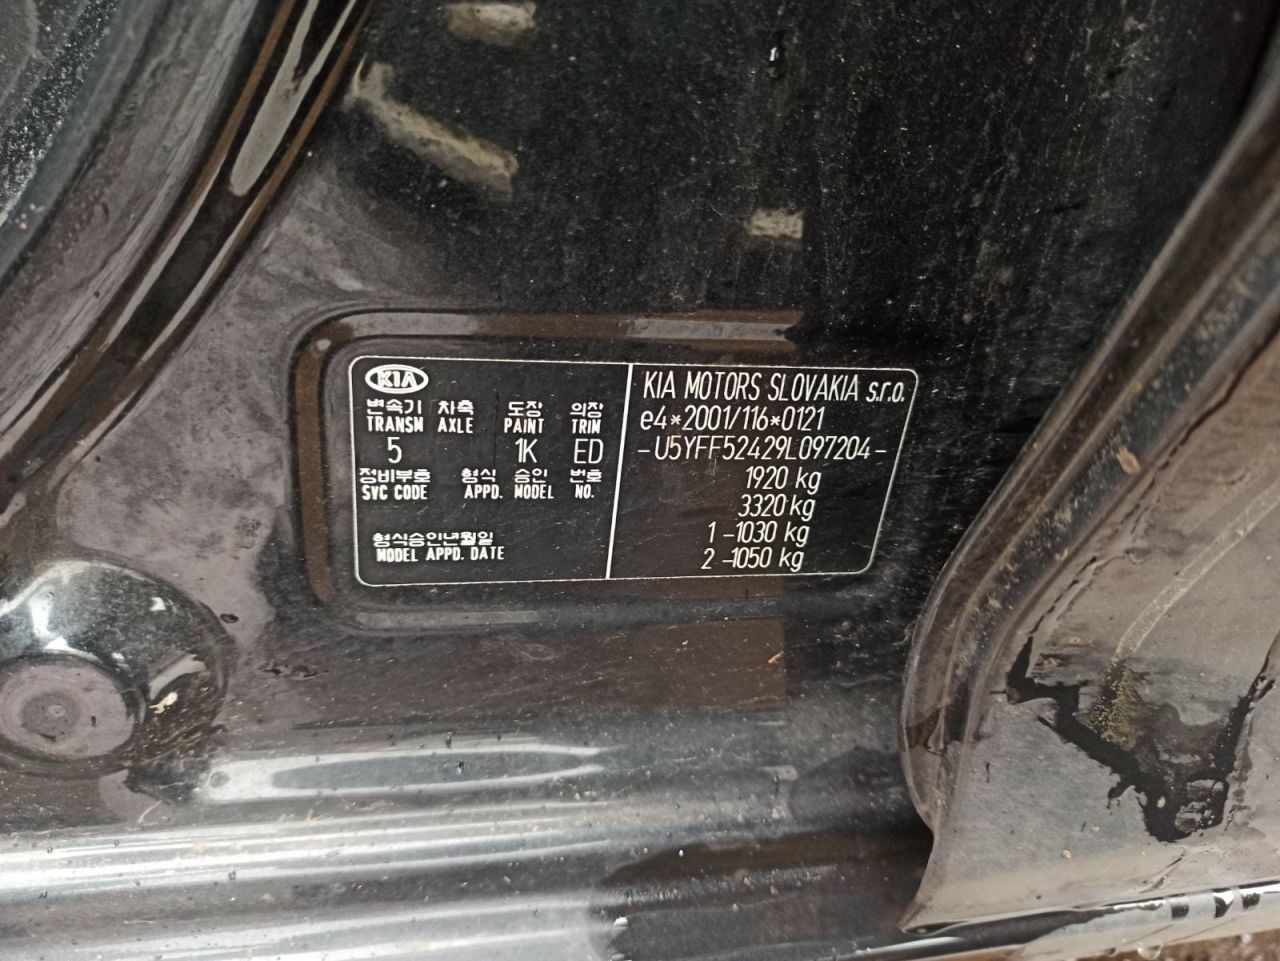 KIA
변속기 차축 도장 의장
TRANSM AXLE PAINT TRIM
5 1K ED
정비부호 형식 승인 번호
SVC CODE APPD. MODEL NO.
형식승인년월일
MODEL APPD. DATE
KIA MOTORS SLOVAKIA s.r.o.
e4*2001/116*0121
-U5YFF52429L097204-
1920 kg
3320 kg
1 -1030 kg
2 -1050 kg